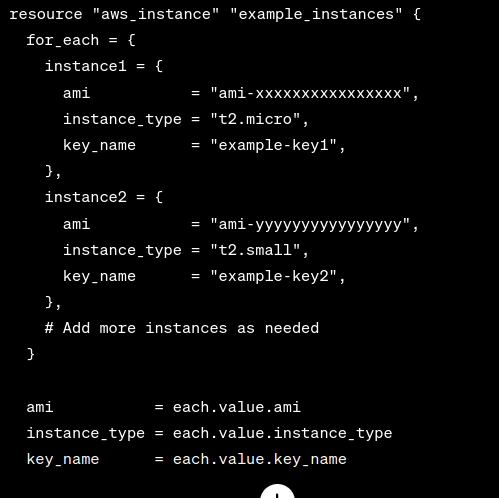 resource "aws_instance" "example_instances" {
  for_each = {
    instance1 = {
      ami           = "ami-xxxxxxxxxxxxxxxx",
      instance_type = "t2.micro",
      key_name      = "example-key1",
    },
    instance2 = {
      ami           = "ami-yyyyyyyyyyyyyyyy",
      instance_type = "t2.small",
      key_name      = "example-key2",
    },
    # Add more instances as needed
  }

  ami           = each.value.ami
  instance_type = each.value.instance_type
  key_name      = each.value.key_name